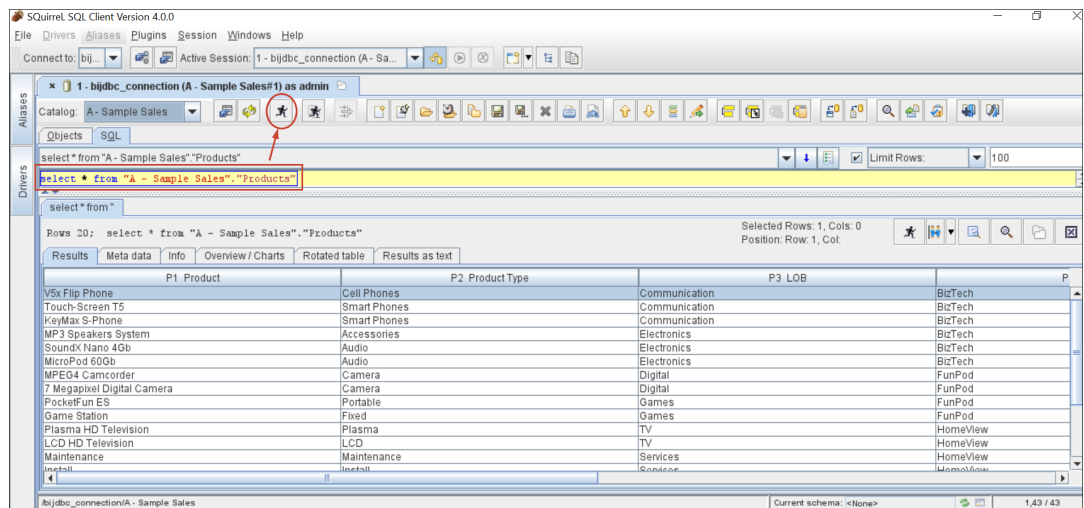 SQuirreL SQL Client Version 4.0.0
File Drivers Aliases Plugins Session Windows Help
Connect to: bij... Active Session: 1 - bijdbc_connection (A - Sa...
1 - bijdbc_connection (A - Sample Sales#1) as admin
Aliases
Drivers
Catalog: A - Sample Sales
Objects SQL
select * from "A - Sample Sales"."Products" Limit Rows: 100
select * from "A - Sample Sales"."Products"
select * from "
Rows 20; select * from "A - Sample Sales"."Products"
Selected Rows: 1, Cols: 0
Position: Row: 1, Col:
Results Meta data Info Overview / Charts Rotated table Results as text
P1 Product P2 Product Type P3 LOB P
V5x Flip Phone Cell Phones Communication BizTech
Touch-Screen T5 Smart Phones Communication BizTech
KeyMax S-Phone Smart Phones Communication BizTech
MP3 Speakers System Accessories Electronics BizTech
SoundX Nano 4Gb Audio Electronics BizTech
MicroPod 60Gb Audio Electronics BizTech
MPEG4 Camcorder Camera Digital FunPod
7 Megapixel Digital Camera Camera Digital FunPod
PocketFun ES Portable Games FunPod
Game Station Fixed Games FunPod
Plasma HD Television Plasma TV HomeView
LCD HD Television LCD TV HomeView
Maintenance Maintenance Services HomeView
Install Install Services HomeView
/bijdbc_connection/A - Sample Sales Current schema: <None> 1,43 / 43